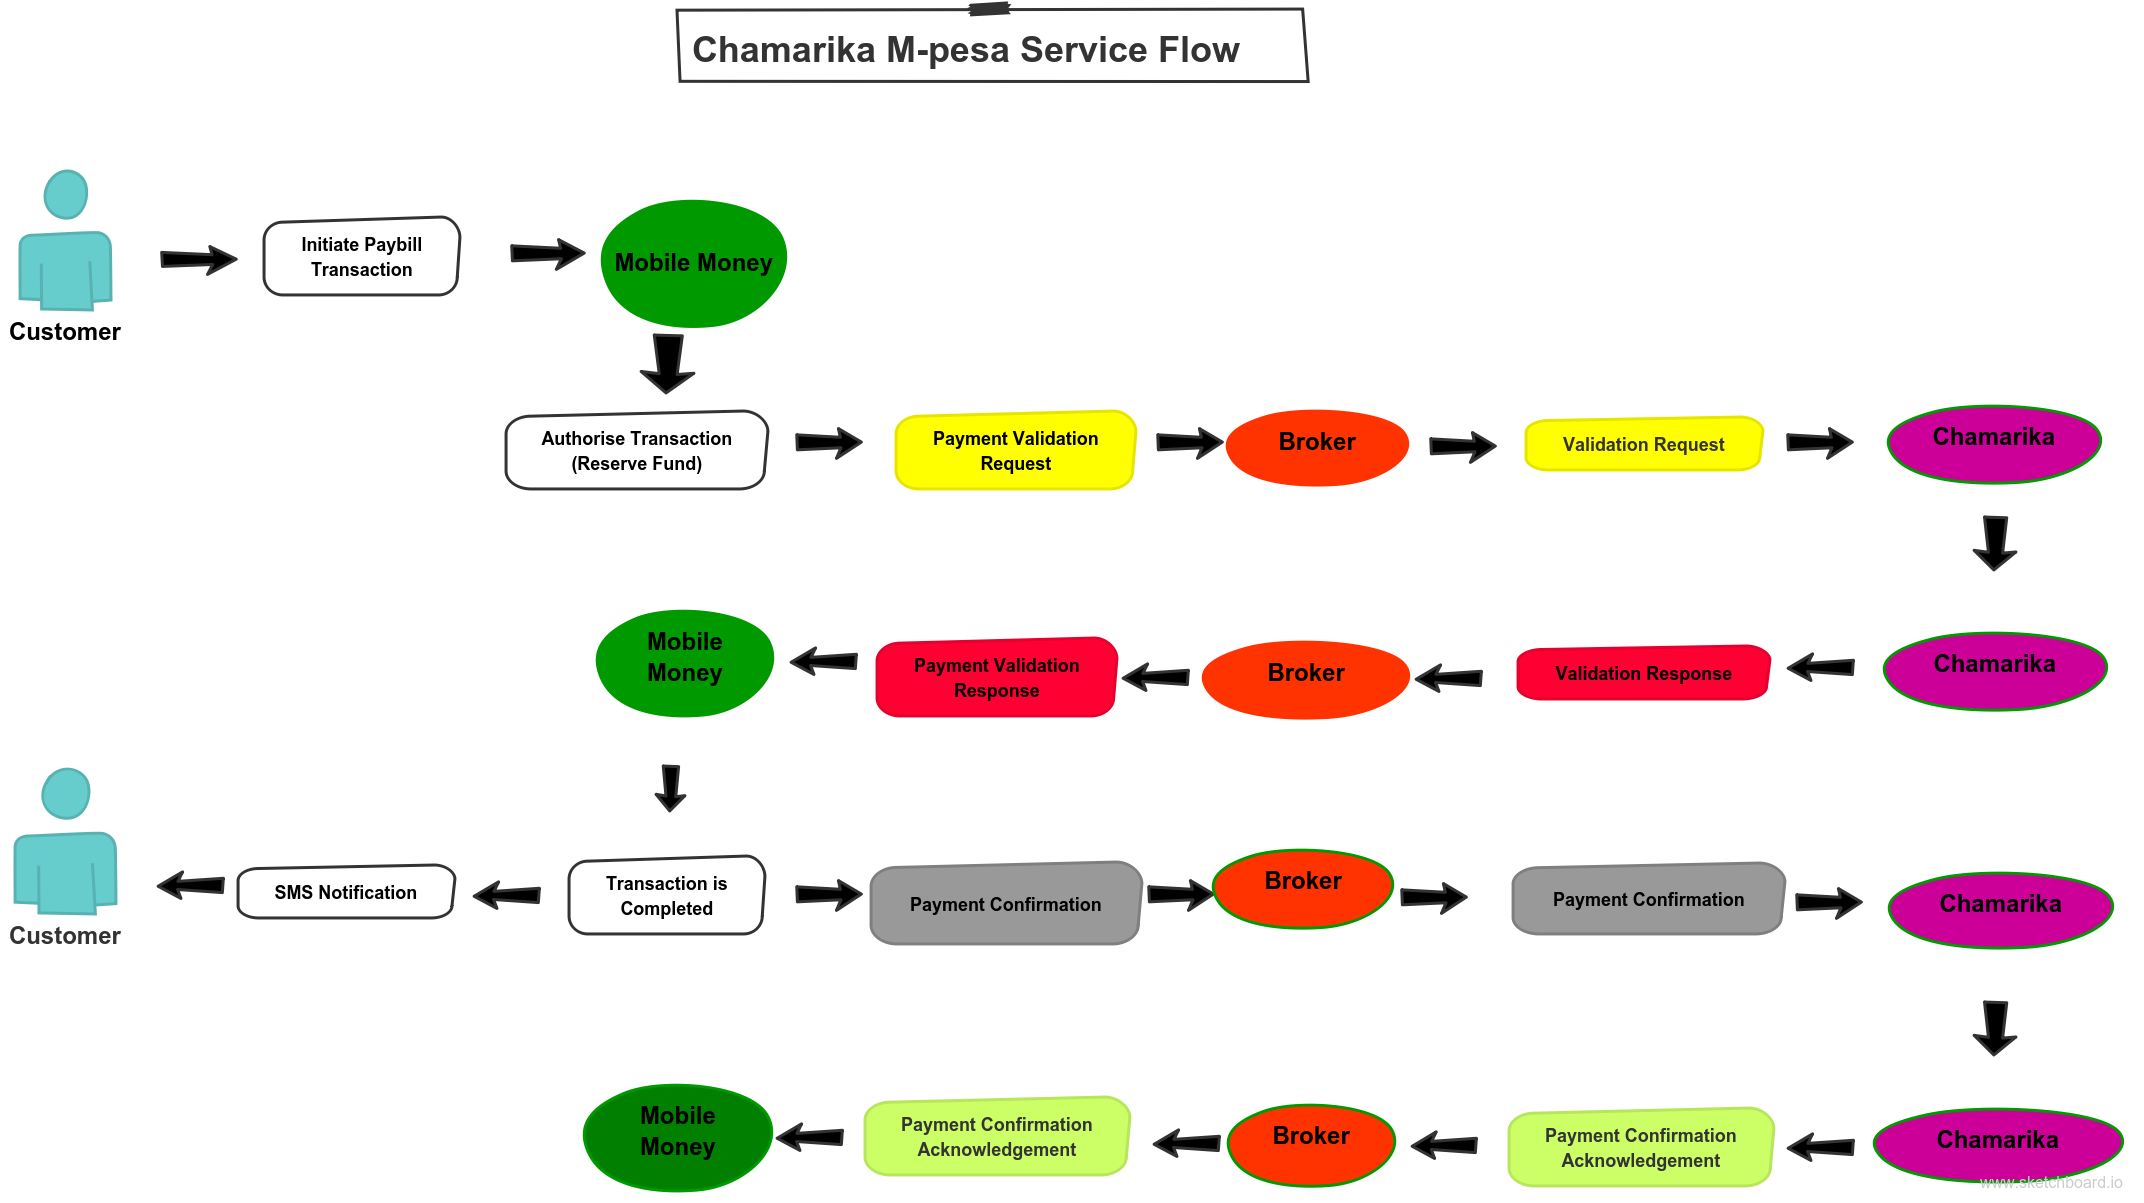 Chamarika M-pesa Service Flow
Initiate Paybill
Transaction
Mobile Money
Customer
Authorise Transaction
(Reserve Fund)
Payment Validation
Request
Broker
Validation Request
Chamarika
Mobile
Money
Payment Validation
Response
Broker
Validation Response
Chamarika
Customer
SMS Notification
Transaction is
Completed
Payment Confirmation
Broker
Payment Confirmation
Chamarika
Mobile
Money
Payment Confirmation
Acknowledgement
Broker
Payment Confirmation
Acknowledgement
Chamarika
www.sketchboard.io